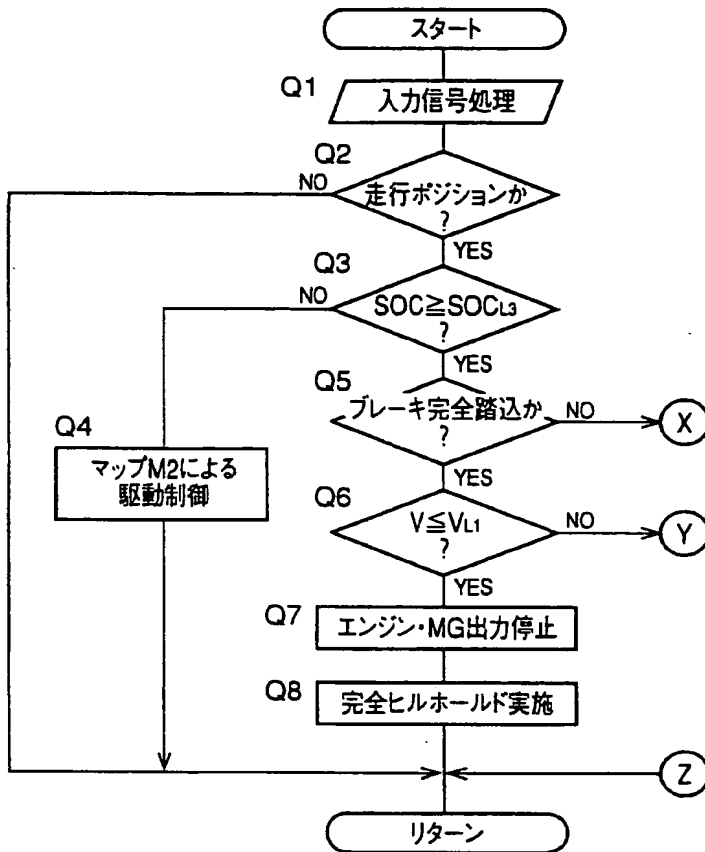 スタート
Q1
入力信号処理
Q2
NO
走行ポジションか
?
YES
Q3
NO
SOC≧SOCL3
?
YES
Q5
ブレーキ完全踏込か
?
NO
X
YES
Q4
マップM2による
駆動制御
Q6
V≦VL1
?
NO
Y
YES
Q7
エンジン・MG出力停止
Q8
完全ヒルホールド実施
Z
リターン